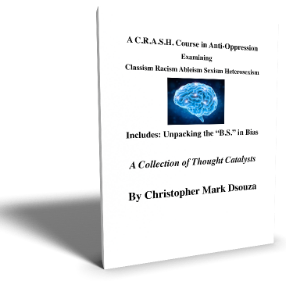 A C.R.A.S.H. Course in Anti-Oppression
Examining
Classism Racism Ableism Sexism Heterosexism
Includes: Unpacking the “B.S.” in Bias
A Collection of Thought Catalysts
By Christopher Mark Dsouza